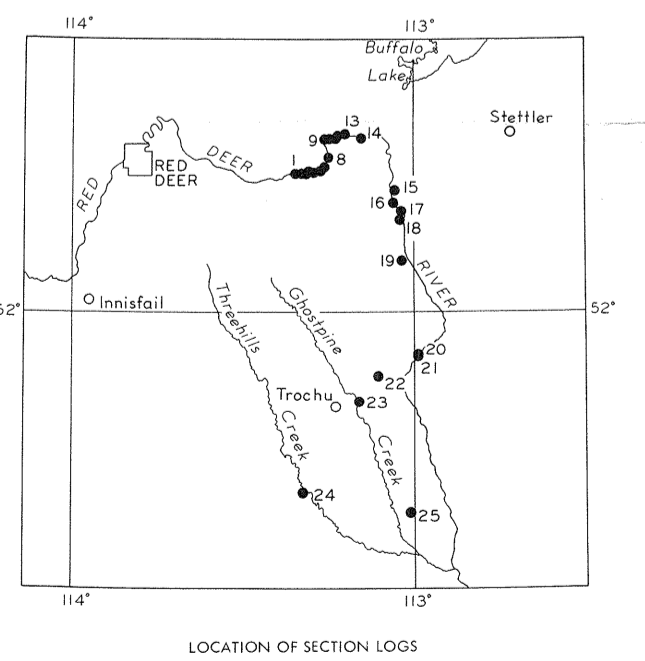 114°
113°
Buffalo
Lake
Stettler
13
9
14
8
1
DEER
RED
DEER
RED
15
16
17
18
19
RIVER
52°
52°
Innisfail
Threehills
Ghostpine
20
21
22
Trochu
23
Creek
Creek
24
25
114°
113°
LOCATION OF SECTION LOGS